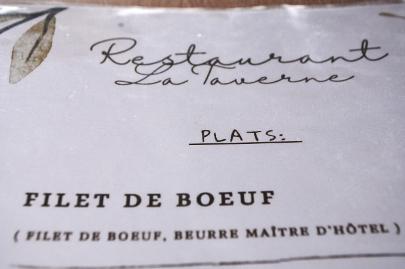 Restaurant
La Taverne
PLATS:
FILET DE BOEUF
( FILET DE BOEUF, BEURRE MAÎTRE D'HÔTEL )